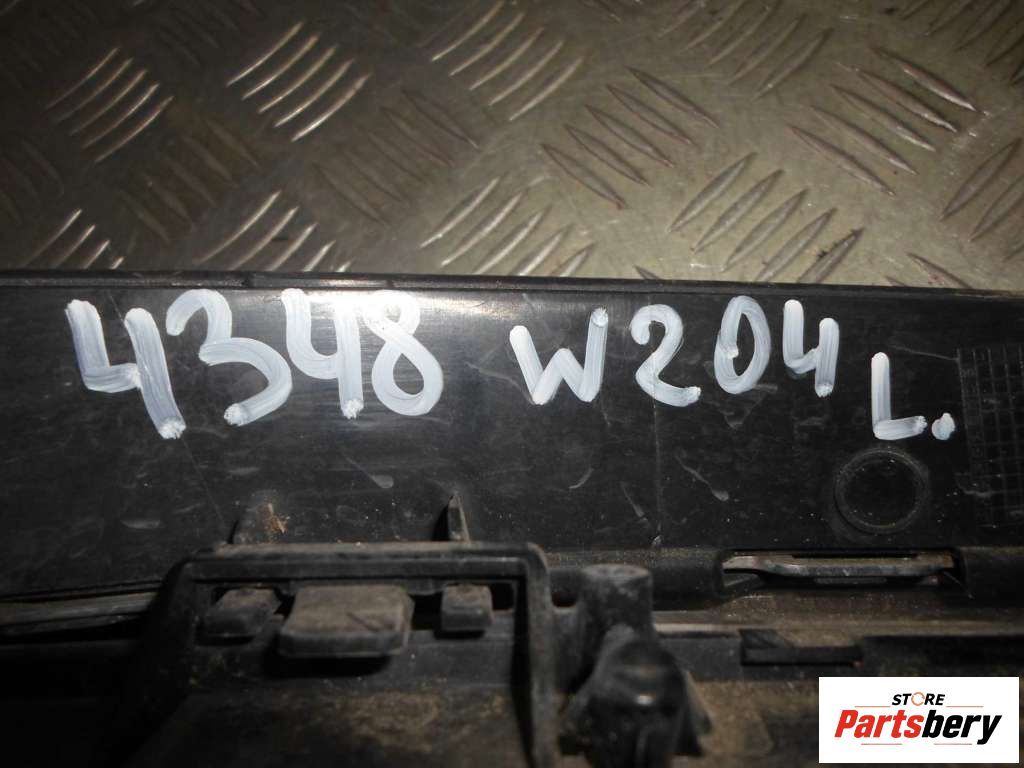 4348 W204 L.
STORE
Partsbery